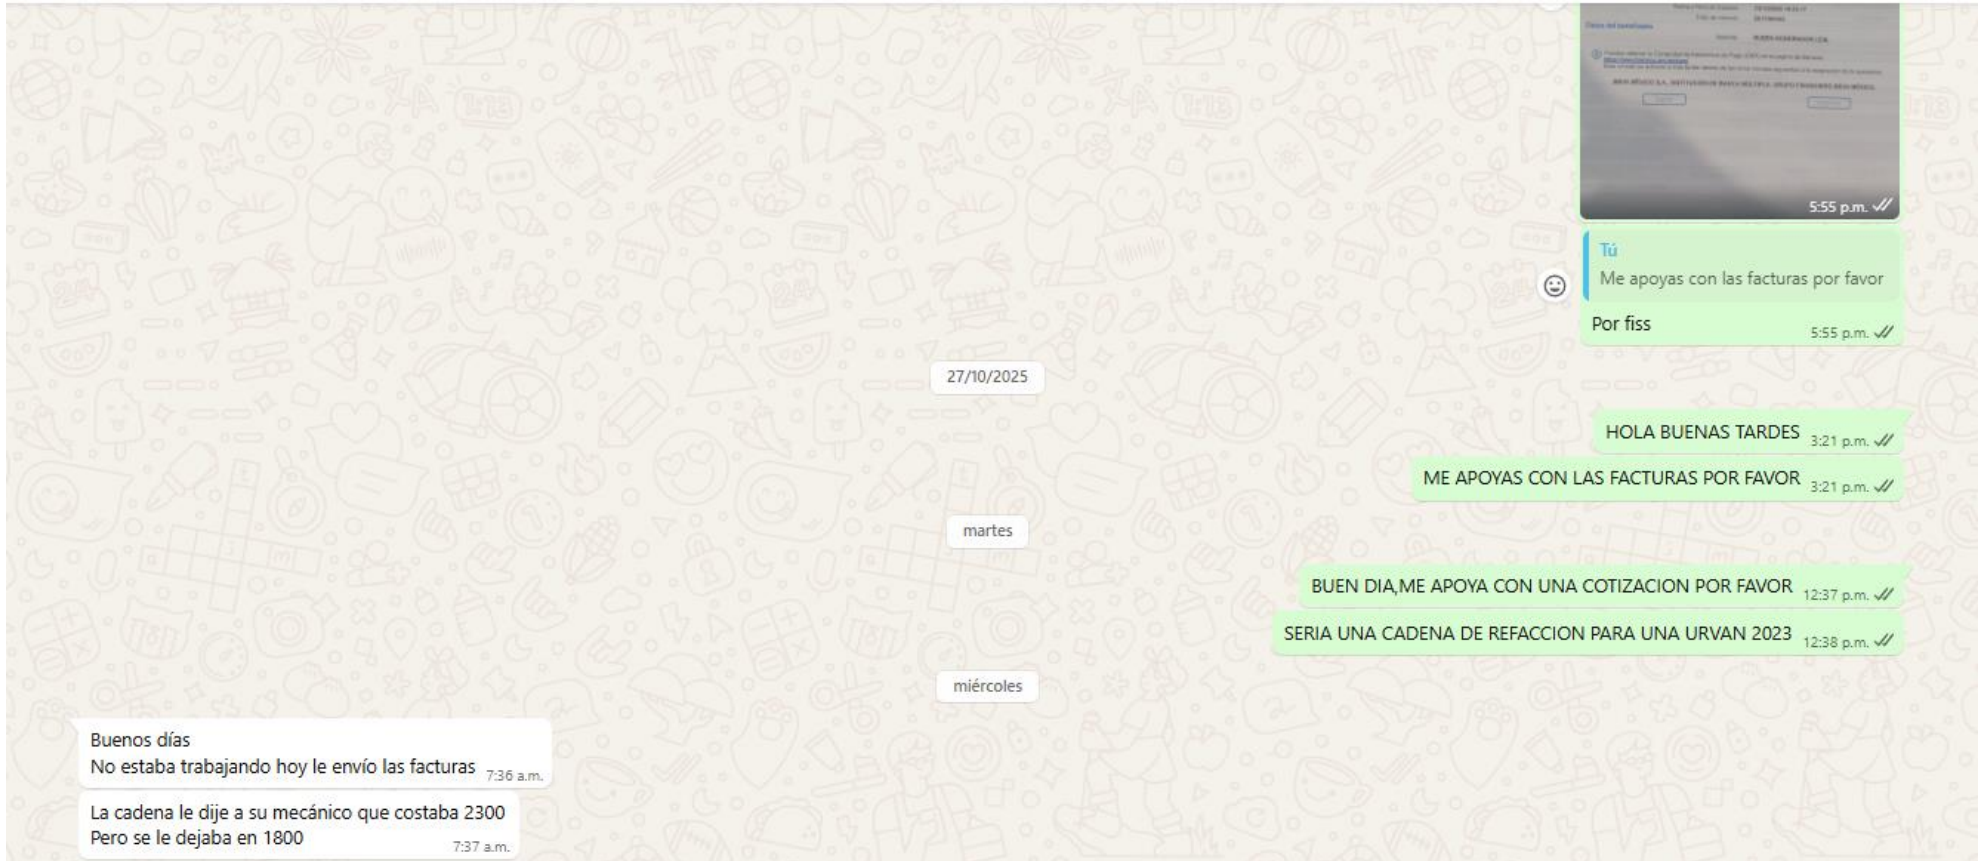 5:55 p.m.
Tú
Me apoyas con las facturas por favor
Por fiss
5:55 p.m.
27/10/2025
HOLA BUENAS TARDES 3:21 p.m.
ME APOYAS CON LAS FACTURAS POR FAVOR 3:21 p.m.
martes
BUEN DIA,ME APOYA CON UNA COTIZACION POR FAVOR 12:37 p.m.
SERIA UNA CADENA DE REFACCION PARA UNA URVAN 2023 12:38 p.m.
miércoles
Buenos días
No estaba trabajando hoy le envío las facturas 7:36 a.m.
La cadena le dije a su mecánico que costaba 2300
Pero se le dejaba en 1800
7:37 a.m.